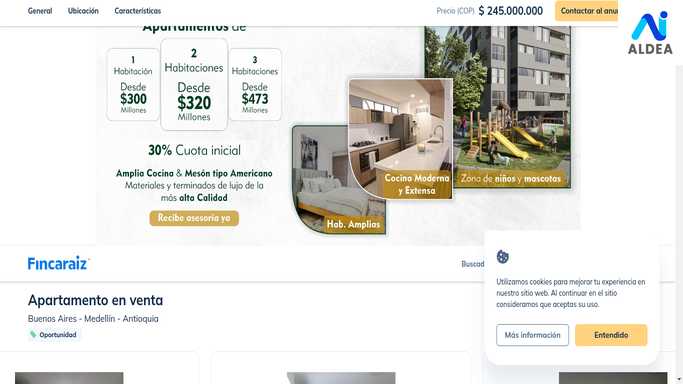 General Ubicación Características Precio (COP) $ 245.000.000 Contactar al anun
ALDEA
Apartamentos de
1
Habitación
Desde
$300
Millones
2
Habitaciones
Desde
$320
Millones
3
Habitaciones
Desde
$473
Millones
30% Cuota inicial
Amplia Cocina & Mesón tipo Americano
Materiales y terminados de lujo de la
más alta Calidad
Recibe asesoría ya
Hab. Amplias
Cocina Moderna
y Extensa
Zona de niños y mascotas
Fincaraíz
Buscad
Apartamento en venta
Buenos Aires - Medellín - Antioquia
Oportunidad
Utilizamos cookies para mejorar tu experiencia en
nuestro sitio web. Al continuar en el sitio
consideramos que aceptas su uso.
Más información
Entendido